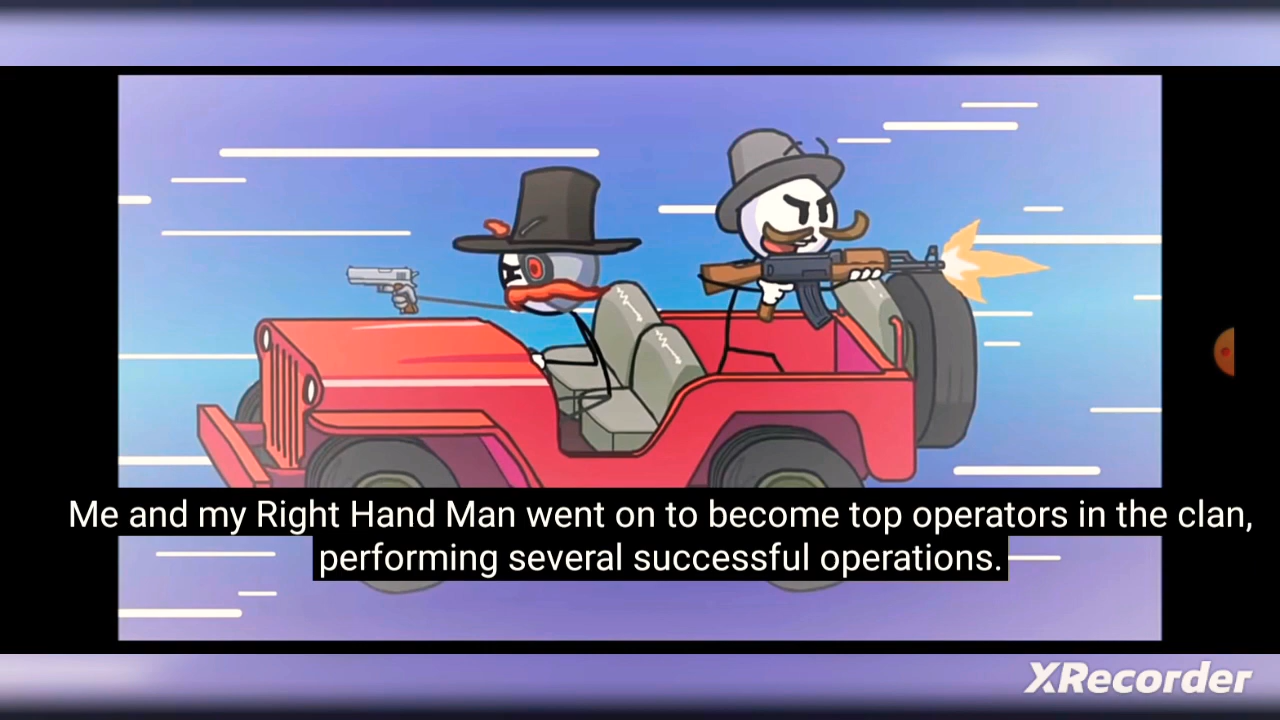 Me and my Right Hand Man went on to become top operators in the clan,
performing several successful operations.
XRecorder